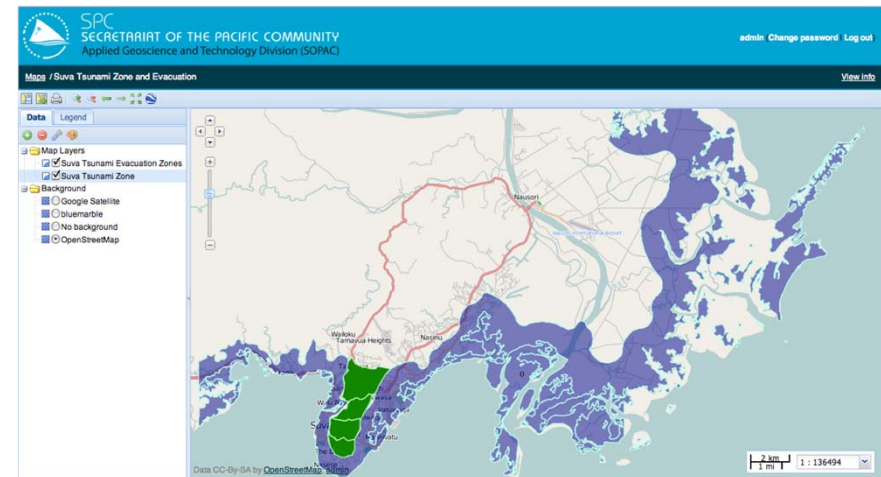 SPC
SECRETARIAT OF THE PACIFIC COMMUNITY
Applied Geoscience and Technology Division (SOPAC)
admin (Change password | Log out)
Maps / Suva Tsunami Zone and Evacuation
View info
Data
Legend
Map Layers
Suva Tsunami Evacuation Zones
Suva Tsunami Zone
Background
Google Satellite
bluemarble
No background
OpenStreetMap
Nausori
Wailoku
Tamavua Heights
Nasinu
Suva
0
Data CC-By-SA by OpenStreetMap, admin
2 km
1 mi
1 : 136494